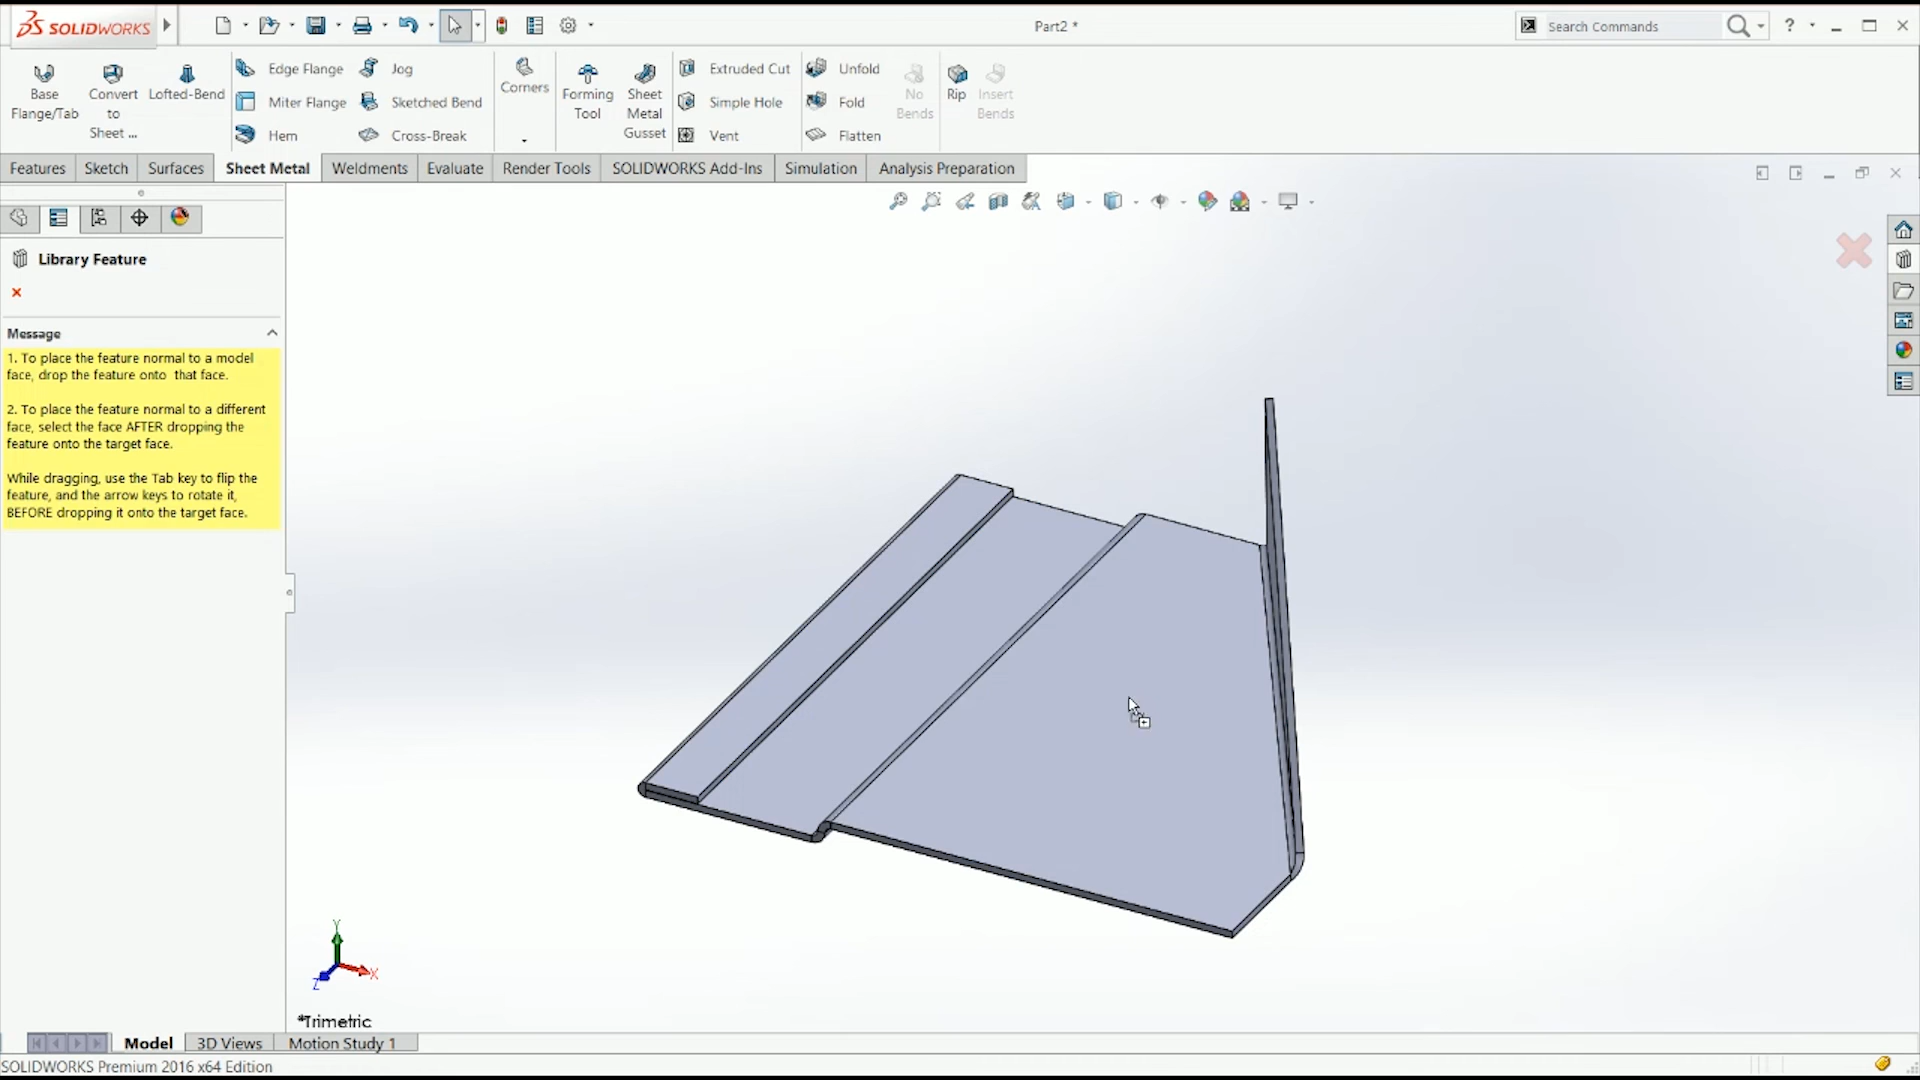 SOLIDWORKS
Part2 *
Search Commands
?
Base
Flange/Tab
Convert
to
Sheet ...
Lofted-Bend
Edge Flange
Miter Flange
Hem
Jog
Sketched Bend
Cross-Break
Corners
Forming
Tool
Sheet
Metal
Gusset
Extruded Cut
Simple Hole
Vent
Unfold
Fold
Flatten
No
Bends
Rip
Insert
Bends
Features
Sketch
Surfaces
Sheet Metal
Weldments
Evaluate
Render Tools
SOLIDWORKS Add-Ins
Simulation
Analysis Preparation
Library Feature
Message
1. To place the feature normal to a model
face, drop the feature onto that face.
2. To place the feature normal to a different
face, select the face AFTER dropping the
feature onto the target face.
While dragging, use the Tab key to flip the
feature, and the arrow keys to rotate it,
BEFORE dropping it onto the target face.
Y
X
Z
*Trimetric
Model
3D Views
Motion Study 1
SOLIDWORKS Premium 2016 x64 Edition